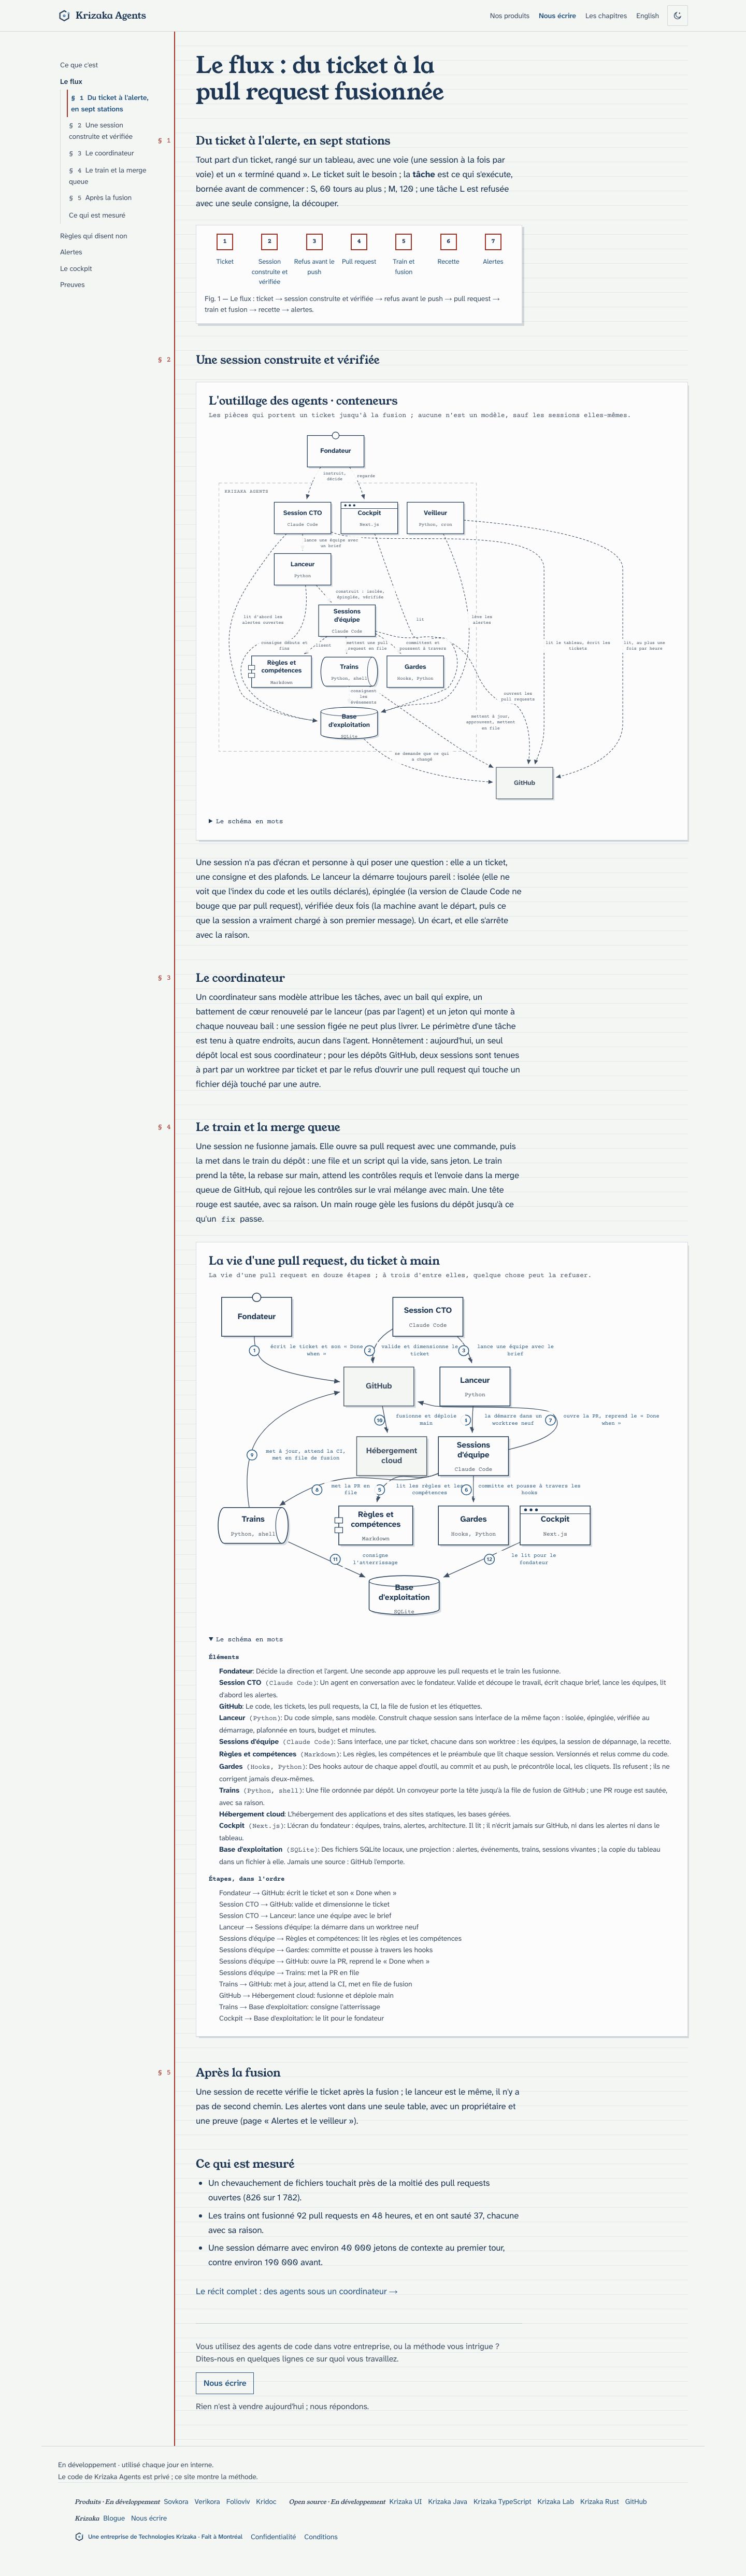 Krizaka Agents
Nos produits Nous écrire Les chapitres English
Ce que c'est
Le flux
§ 1 Du ticket à l'alerte,
en sept stations
§ 2 Une session
construite et vérifiée
§ 3 Le coordinateur
§ 4 Le train et la merge
queue
§ 5 Après la fusion
Ce qui est mesuré
Règles qui disent non
Alertes
Le cockpit
Preuves
Le flux : du ticket à la
pull request fusionnée
§ 1
Du ticket à l'alerte, en sept stations
Tout part d'un ticket, rangé sur un tableau, avec une voie (une session à la fois par
voie) et un « terminé quand ». Le ticket suit le besoin ; la tâche est ce qui s'exécute,
bornée avant de commencer : S, 60 tours au plus ; M, 120 ; une tâche L est refusée
avec une seule consigne, la découper.
1 2 3 4 5 6 7
Ticket
Session
construite et
vérifiée
Refus avant le
push
Pull request
Train et
fusion
Recette
Alertes
Fig. 1 — Le flux : ticket → session construite et vérifiée → refus avant le push → pull request →
train et fusion → recette → alertes.
§ 2
Une session construite et vérifiée
L'outillage des agents · conteneurs
Les pièces qui portent un ticket jusqu'à la fusion ; aucune n'est un modèle, sauf les sessions elles-mêmes.
Fondateur
instruit,
décide
regarde
KRIZAKA AGENTS
Session CTO
Claude Code
Cockpit
Next.js
Veilleur
Python, cron
lance une équipe avec
un brief
Lanceur
Python
construit : isolée,
épinglée, vérifiée
Sessions
d'équipe
Claude Code
lit d'abord les
alertes ouvertes
lit
lève les
alertes
lit le tableau, écrit les
tickets
lit, au plus une
fois par heure
consigne débuts et
fins
lisent
mettent une pull
request en file
committent et
poussent à travers
Règles et
compétences
Markdown
Trains
Python, shell
Gardes
Hooks, Python
consignent
les
événements
ouvrent les
pull requests
Base
d'exploitation
SQLite
mettent à jour,
approuvent, mettent
en file
ne demande que ce qui
a changé
GitHub
▶ Le schéma en mots
Une session n'a pas d'écran et personne à qui poser une question : elle a un ticket,
une consigne et des plafonds. Le lanceur la démarre toujours pareil : isolée (elle ne
voit que l'index du code et les outils déclarés), épinglée (la version de Claude Code ne
bouge que par pull request), vérifiée deux fois (la machine avant le départ, puis ce
que la session a vraiment chargé à son premier message). Un écart, et elle s'arrête
avec la raison.
§ 3
Le coordinateur
Un coordinateur sans modèle attribue les tâches, avec un bail qui expire, un
battement de cœur renouvelé par le lanceur (pas par l'agent) et un jeton qui monte à
chaque nouveau bail : une session figée ne peut plus livrer. Le périmètre d'une tâche
est tenu à quatre endroits, aucun dans l'agent. Honnêtement : aujourd'hui, un seul
dépôt local est sous coordinateur ; pour les dépôts GitHub, deux sessions sont tenues
à part par un worktree par ticket et par le refus d'ouvrir une pull request qui touche un
fichier déjà touché par une autre.
§ 4
Le train et la merge queue
Une session ne fusionne jamais. Elle ouvre sa pull request avec une commande, puis
la met dans le train du dépôt : une file et un script qui la vide, sans jeton. Le train
prend la tête, la rebase sur main, attend les contrôles requis et l'envoie dans la merge
queue de GitHub, qui rejoue les contrôles sur le vrai mélange avec main. Une tête
rouge est sautée, avec sa raison. Un main rouge gèle les fusions du dépôt jusqu'à ce
qu'un fix passe.
La vie d'une pull request, du ticket à main
La vie d'une pull request en douze étapes ; à trois d'entre elles, quelque chose peut la refuser.
Fondateur
Session CTO
Claude Code
1 écrit le ticket et son « Done
when »
2 valide et dimensionne le
ticket
3 lance une équipe avec le
brief
GitHub
Lanceur
Python
10 fusionne et déploie
main
la démarre dans un
worktree neuf
7 ouvre la PR, reprend le « Done
when »
9 met à jour, attend la CI,
met en file de fusion
Hébergement
cloud
Sessions
d'équipe
Claude Code
8 met la PR en
file
5 lit les règles et les
compétences
6 committe et pousse à travers les
hooks
Trains
Python, shell
Règles et
compétences
Markdown
Gardes
Hooks, Python
Cockpit
Next.js
11 consigne
l'atterrissage
12 le lit pour le
fondateur
Base
d'exploitation
SQLite
▼ Le schéma en mots
Éléments
Fondateur: Décide la direction et l'argent. Une seconde app approuve les pull requests et le train les fusionne.
Session CTO (Claude Code): Un agent en conversation avec le fondateur. Valide et découpe le travail, écrit chaque brief, lance les équipes, lit
d'abord les alertes.
GitHub: Le code, les tickets, les pull requests, la CI, la file de fusion et les étiquettes.
Lanceur (Python): Du code simple, sans modèle. Construit chaque session sans interface de la même façon : isolée, épinglée, vérifiée au
démarrage, plafonnée en tours, budget et minutes.
Sessions d'équipe (Claude Code): Sans interface, une par ticket, chacune dans son worktree : les équipes, la session de dépannage, la recette.
Règles et compétences (Markdown): Les règles, les compétences et le préambule que lit chaque session. Versionnés et relus comme du code.
Gardes (Hooks, Python): Des hooks autour de chaque appel d'outil, au commit et au push, le précontrôle local, les cliquets. Ils refusent ; ils ne
corrigent jamais d'eux-mêmes.
Trains (Python, shell): Une file ordonnée par dépôt. Un convoyeur porte la tête jusqu'à la file de fusion de GitHub ; une PR rouge est sautée,
avec sa raison.
Hébergement cloud: L'hébergement des applications et des sites statiques, les bases gérées.
Cockpit (Next.js): L'écran du fondateur : équipes, trains, alertes, architecture. Il lit ; il n'écrit jamais sur GitHub, ni dans les alertes ni dans le
tableau.
Base d'exploitation (SQLite): Des fichiers SQLite locaux, une projection : alertes, événements, trains, sessions vivantes ; la copie du tableau
dans un fichier à elle. Jamais une source : GitHub l'emporte.
Étapes, dans l'ordre
Fondateur → GitHub: écrit le ticket et son « Done when »
Session CTO → GitHub: valide et dimensionne le ticket
Session CTO → Lanceur: lance une équipe avec le brief
Lanceur → Sessions d'équipe: la démarre dans un worktree neuf
Sessions d'équipe → Règles et compétences: lit les règles et les compétences
Sessions d'équipe → Gardes: committe et pousse à travers les hooks
Sessions d'équipe → GitHub: ouvre la PR, reprend le « Done when »
Sessions d'équipe → Trains: met la PR en file
Trains → GitHub: met à jour, attend la CI, met en file de fusion
GitHub → Hébergement cloud: fusionne et déploie main
Trains → Base d'exploitation: consigne l'atterrissage
Cockpit → Base d'exploitation: le lit pour le fondateur
§ 5
Après la fusion
Une session de recette vérifie le ticket après la fusion ; le lanceur est le même, il n'y a
pas de second chemin. Les alertes vont dans une seule table, avec un propriétaire et
une preuve (page « Alertes et le veilleur »).
Ce qui est mesuré
• Un chevauchement de fichiers touchait près de la moitié des pull requests
ouvertes (826 sur 1 782).
• Les trains ont fusionné 92 pull requests en 48 heures, et en ont sauté 37, chacune
avec sa raison.
• Une session démarre avec environ 40 000 jetons de contexte au premier tour,
contre environ 190 000 avant.
Le récit complet : des agents sous un coordinateur →
Vous utilisez des agents de code dans votre entreprise, ou la méthode vous intrigue ?
Dites-nous en quelques lignes ce sur quoi vous travaillez.
Nous écrire
Rien n'est à vendre aujourd'hui ; nous répondons.
En développement · utilisé chaque jour en interne.
Le code de Krizaka Agents est privé ; ce site montre la méthode.
Produits · En développement Sovkora Verikora Folioviv Kridoc Open source · En développement Krizaka UI Krizaka Java Krizaka TypeScript Krizaka Lab Krizaka Rust GitHub
Krizaka Blogue Nous écrire
Une entreprise de Technologies Krizaka · Fait à Montréal Confidentialité Conditions